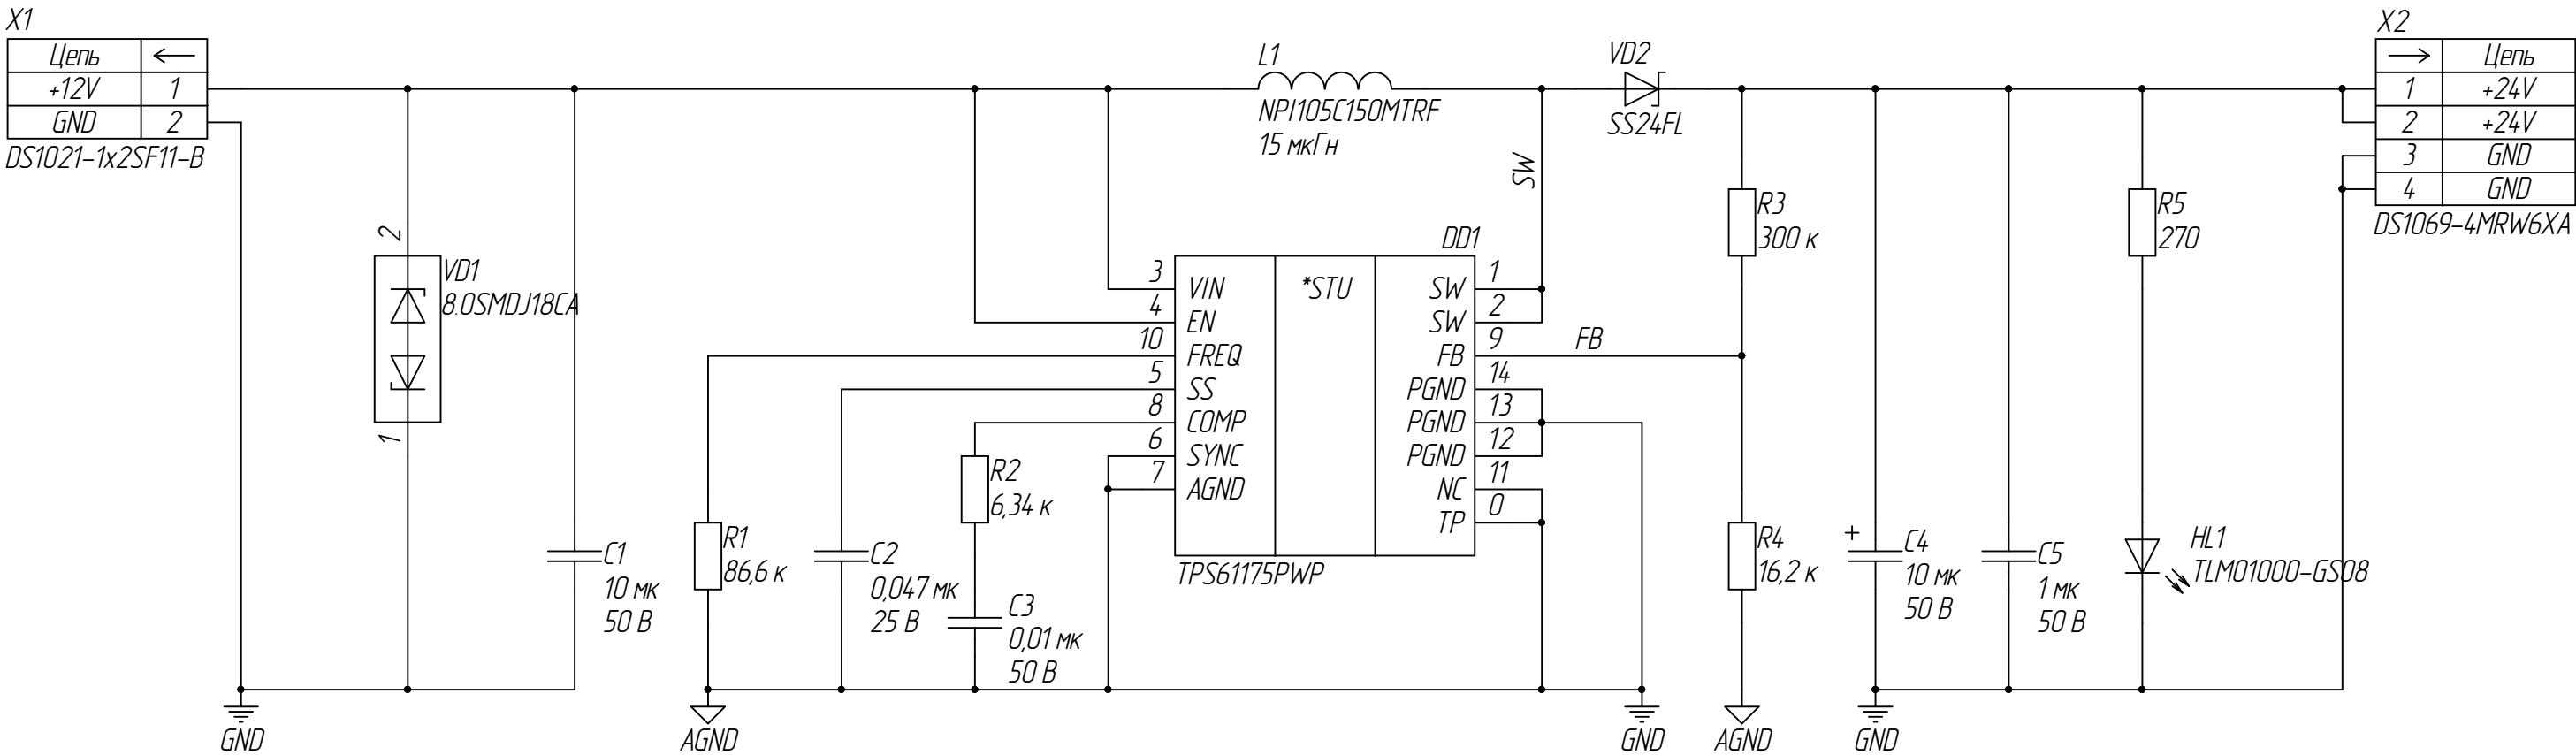 X1
Цепь ←
+12V 1
GND 2
DS1021-1x2SF11-B
2
VD1
8.0SMDJ18CA
1
GND
C1
10 мк
50 В
R1
86,6 к
AGND
C2
0,047 мк
25 В
R2
6,34 к
C3
0,01 мк
50 В
L1
NPI105C150MTRF
15 мкГн
SW
VD2
SS24FL
DD1
*STU
3 VIN
4 EN
10 FREQ
5 SS
8 COMP
6 SYNC
7 AGND
SW 1
SW 2
FB 9
PGND 14
PGND 13
PGND 12
NC 11
TP 0
TPS61175PWP
FB
GND
R3
300 к
R4
16,2 к
AGND
+
C4
10 мк
50 В
GND
C5
1 мк
50 В
R5
270
HL1
TLMO1000-GS08
X2
→ Цепь
1 +24V
2 +24V
3 GND
4 GND
DS1069-4MRW6XA